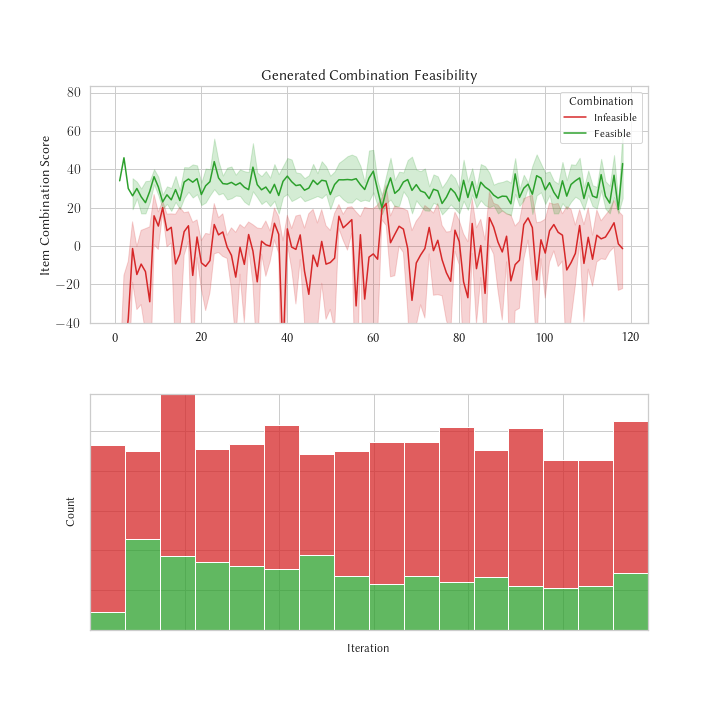 Generated Combination Feasibility
Item Combination Score
80
60
40
20
0
−20
−40
Combination
Infeasible
Feasible
0 20 40 60 80 100 120
Count
Iteration